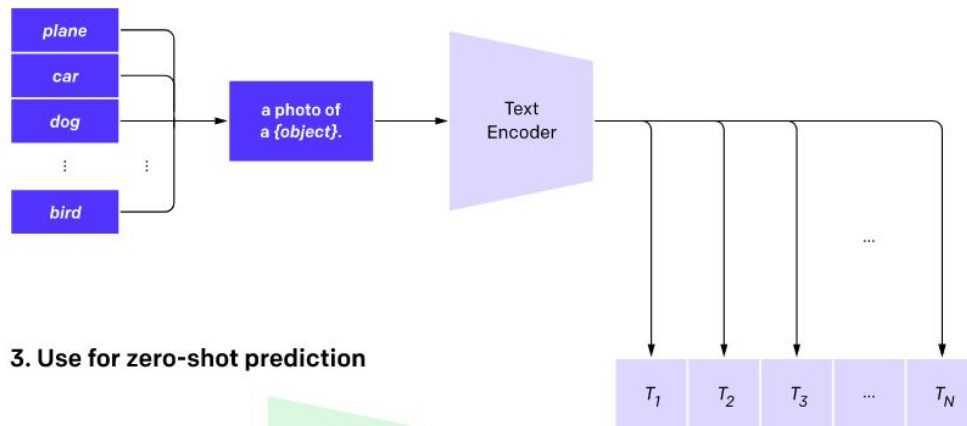 plane
car
dog
⋮ ⋮
bird
a photo of
a {object}.
Text
Encoder
...
3. Use for zero-shot prediction
T1 T2 T3 ... TN